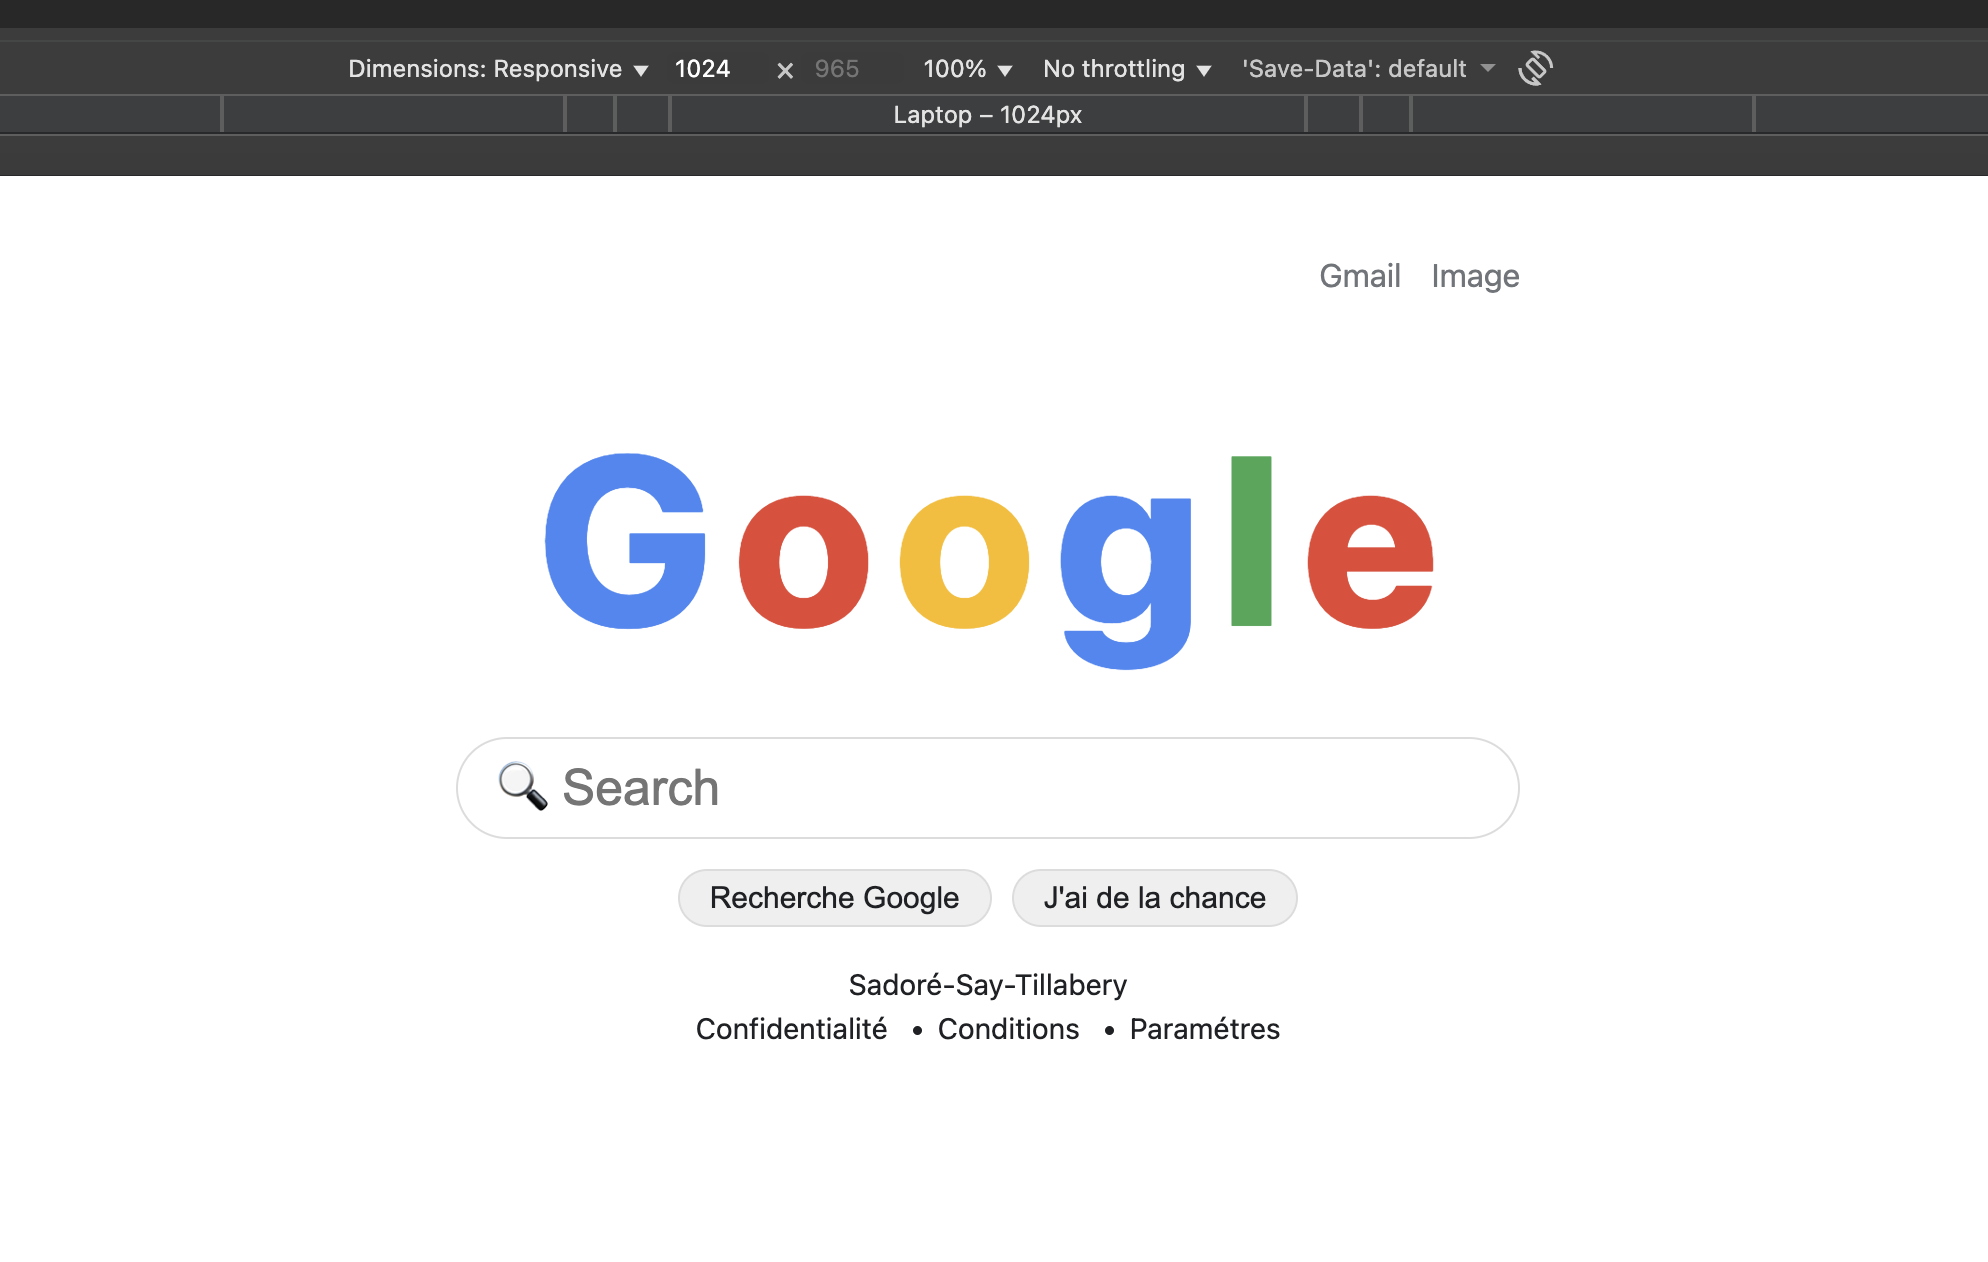 Dimensions: Responsive ▼ 1024 × 965 100% ▼ No throttling ▼ 'Save-Data': default
Laptop – 1024px
Gmail Image
Google
Search
Recherche Google J'ai de la chance
Sadoré-Say-Tillabery
Confidentialité • Conditions • Paramétres